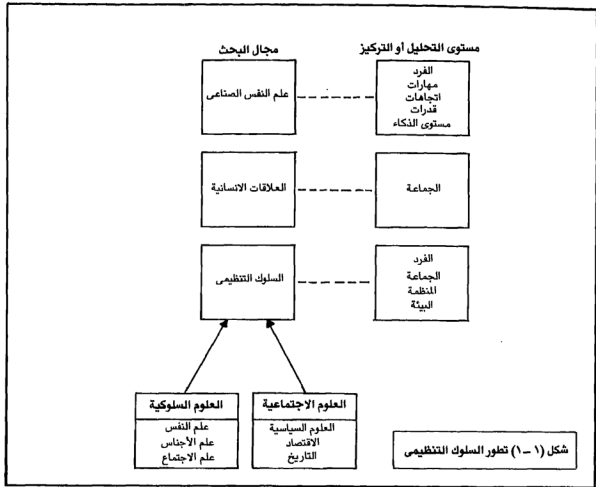 مستوى التحليل أو التركيز
مجال البحث
الفرد
مهارات
اتجاهات
قدرات
مستوى الذكاء
علم النفس الصناعى
الجماعة
العلاقات الانسانية
الفرد
الجماعة
المنظمة
البيئة
السلوك التنظيمى
العلوم الاجتماعية
العلوم السياسية
الاقتصاد
التاريخ
العلوم السلوكية
علم النفس
علم الأجناس
علم الاجتماع
شكل (١ – ١) تطور السلوك التنظيمى